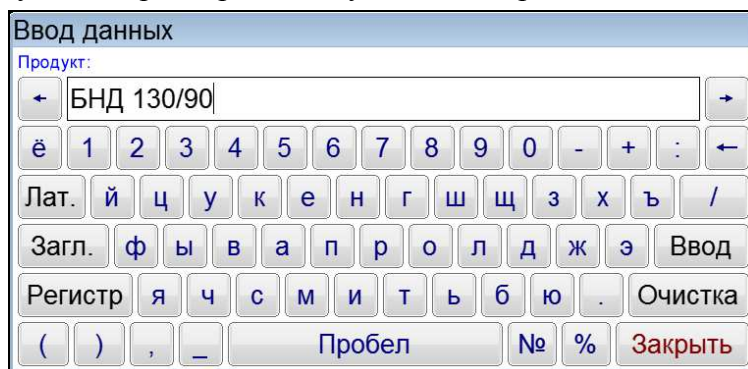 Ввод данных
Продукт:
← БНД 130/90 →
ё 1 2 3 4 5 6 7 8 9 0 - + : ←
Лат. й ц у к е н г ш щ з х ъ /
Загл. ф ы в а п р о л д ж э Ввод
Регистр я ч с м и т ь б ю . Очистка
( ) , _ Пробел № % Закрыть